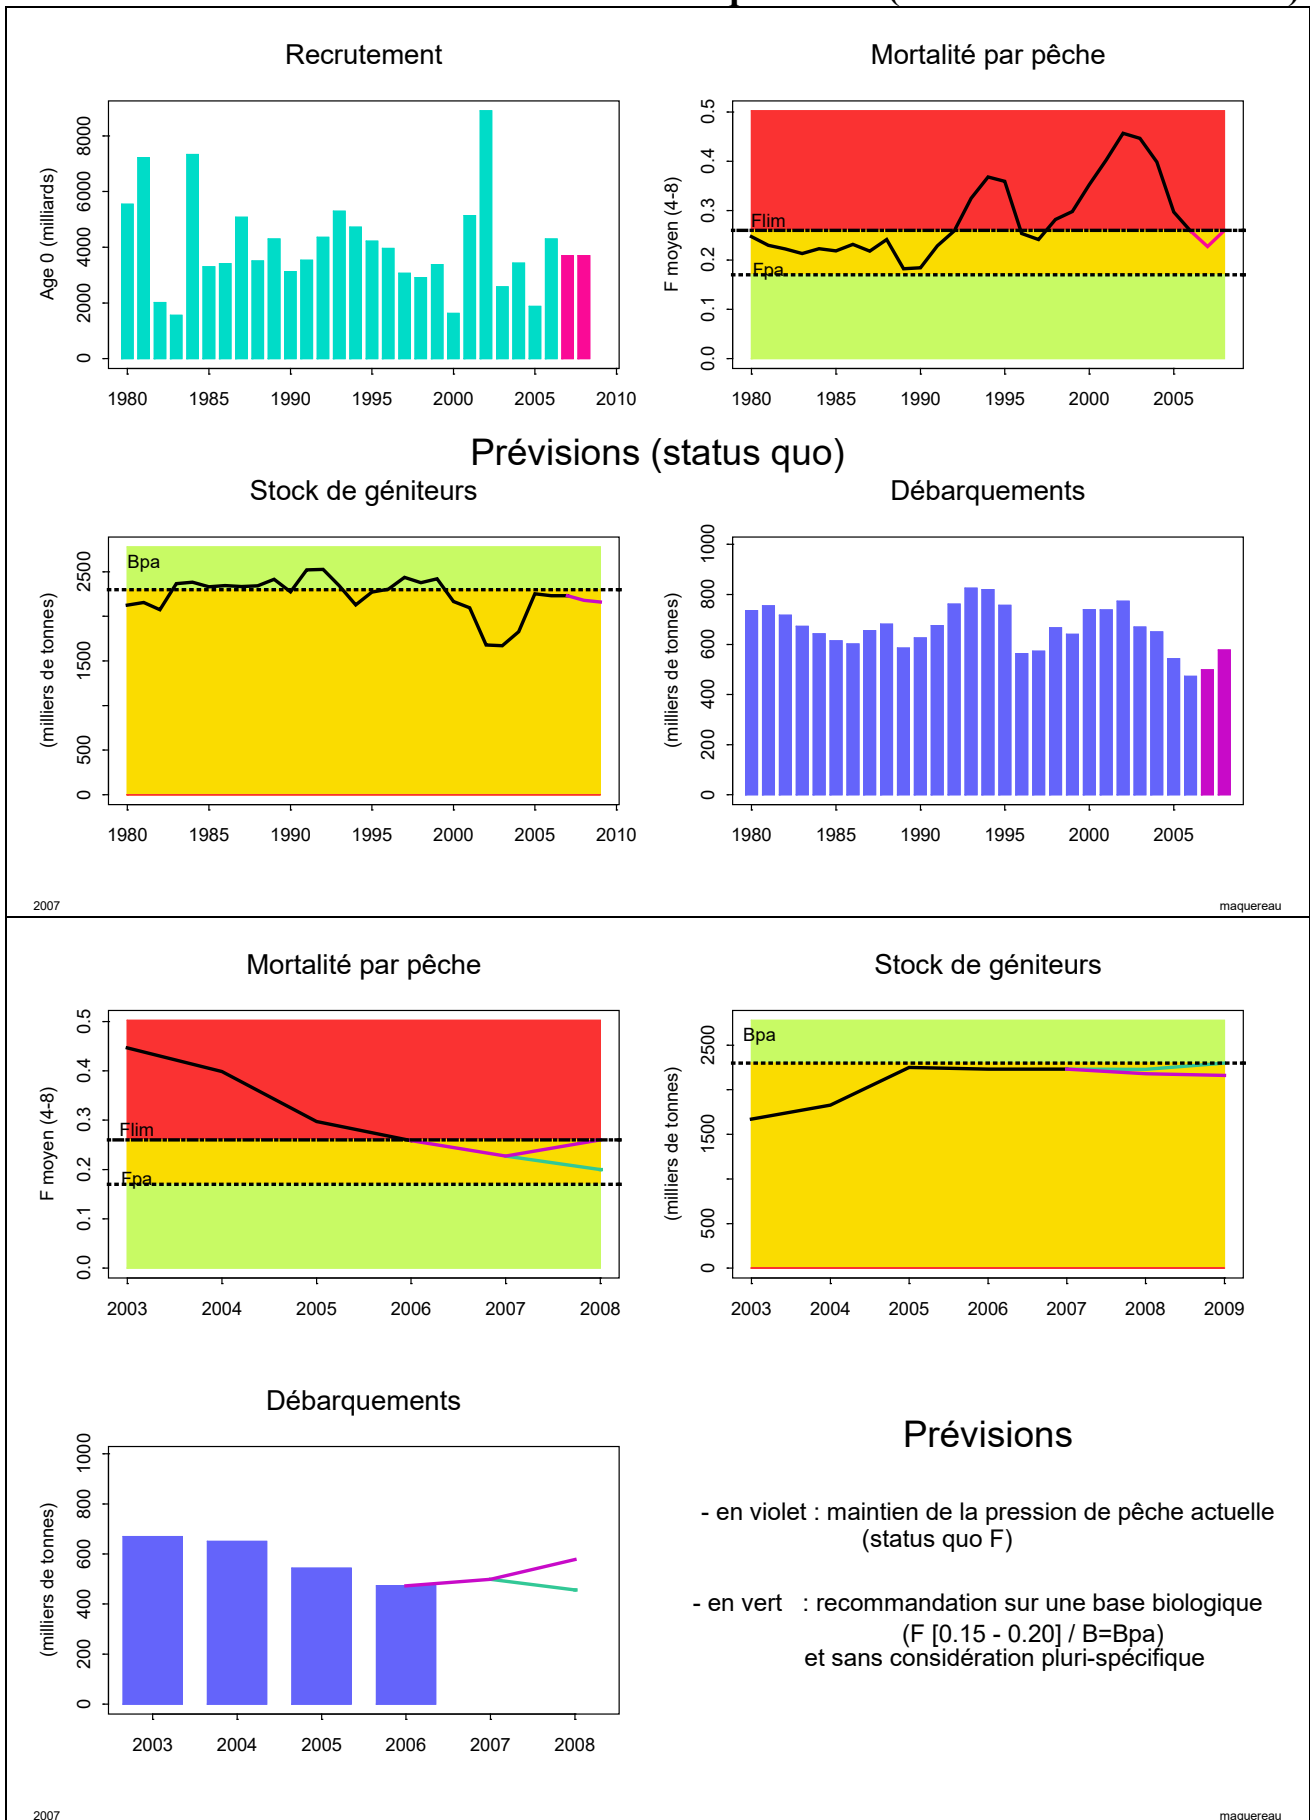 Recrutement
Age 0 (milliards)
0 2000 4000 6000 8000
1980 1985 1990 1995 2000 2005 2010
Mortalité par pêche
F moyen (4-8)
0.0 0.1 0.2 0.3 0.4 0.5
Flim
Fpa
1980 1985 1990 1995 2000 2005
Prévisions (status quo)
Stock de géniteurs
(milliers de tonnes)
0 500 1500 2500
Bpa
1980 1985 1990 1995 2000 2005 2010
Débarquements
(milliers de tonnes)
0 200 400 600 800 1000
1980 1985 1990 1995 2000 2005
2007
maquereau
Mortalité par pêche
F moyen (4-8)
0.0 0.1 0.2 0.3 0.4 0.5
Flim
Fpa
2003 2004 2005 2006 2007 2008
Stock de géniteurs
(milliers de tonnes)
0 500 1500 2500
Bpa
2003 2004 2005 2006 2007 2008 2009
Débarquements
(milliers de tonnes)
0 200 400 600 800 1000
2003 2004 2005 2006 2007 2008
Prévisions
- en violet : maintien de la pression de pêche actuelle
(status quo F)
- en vert : recommandation sur une base biologique
(F [0.15 - 0.20] / B=Bpa)
et sans considération pluri-spécifique
2007
maquereau